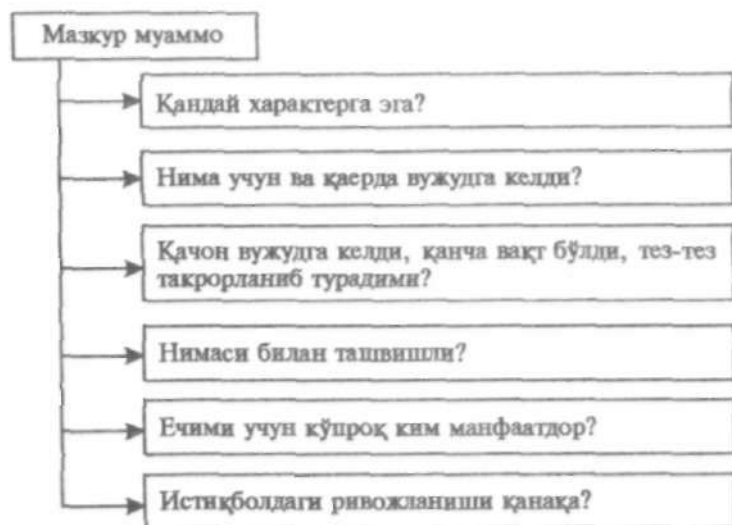 Мазкур муаммо
Қандай характерга эга?
Нима учун ва қаерда вужудга келди?
Қачон вужудга келди, қанча вақт бўлди, тез-тез
такрорланиб турадими?
Нимаси билан ташвишли?
Ечими учун кўпроқ ким манфаатдор?
Истиқболдаги ривожланиши қанақа?